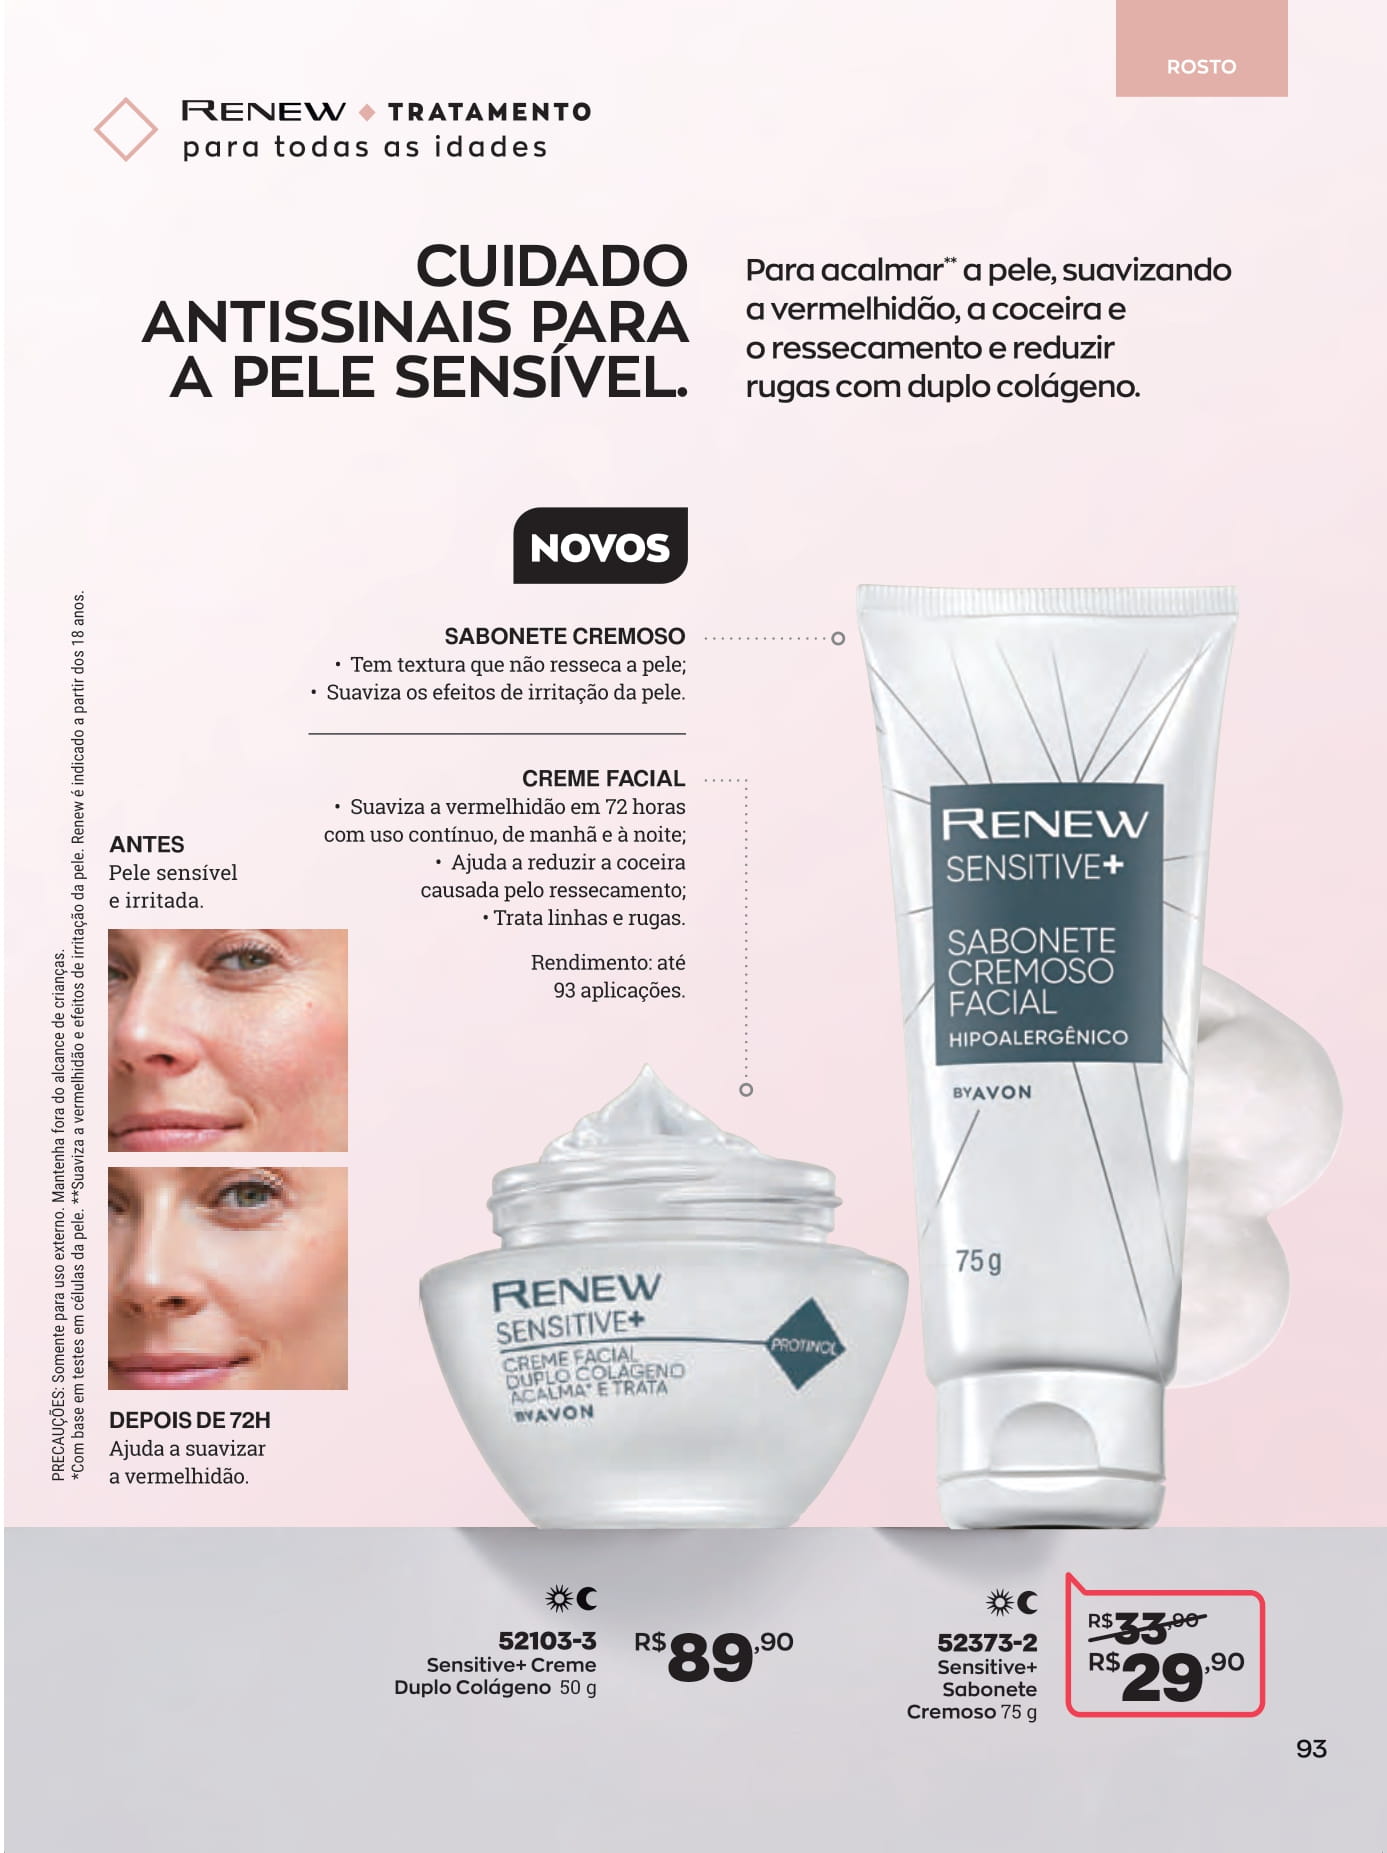 ROSTO
RENEW TRATAMENTO
para todas as idades
CUIDADO
ANTISSINAIS PARA
A PELE SENSÍVEL.
Para acalmar** a pele, suavizando
a vermelhidão, a coceira e
o ressecamento e reduzir
rugas com duplo colágeno.
NOVOS
SABONETE CREMOSO
• Tem textura que não resseca a pele;
• Suaviza os efeitos de irritação da pele.
CREME FACIAL
• Suaviza a vermelhidão em 72 horas
com uso contínuo, de manhã e à noite;
• Ajuda a reduzir a coceira
causada pelo ressecamento;
• Trata linhas e rugas.
Rendimento: até
93 aplicações.
ANTES
Pele sensível
e irritada.
DEPOIS DE 72H
Ajuda a suavizar
a vermelhidão.
PRECAUÇÕES: Somente para uso externo. Mantenha fora do alcance de crianças.
*Com base em testes em células da pele. **Suaviza a vermelhidão e efeitos de irritação da pele. Renew é indicado a partir dos 18 anos.
RENEW
SENSITIVE+
SABONETE
CREMOSO
FACIAL
HIPOALERGÊNICO
BY AVON
75 g
RENEW
SENSITIVE+
PROTINOL
CREME FACIAL
DUPLO COLÁGENO
ACALMA* E TRATA
BY AVON
52103-3
Sensitive+ Creme
Duplo Colágeno 50 g
R$89,90
52373-2
Sensitive+
Sabonete
Cremoso 75 g
R$33,90
R$29,90
93